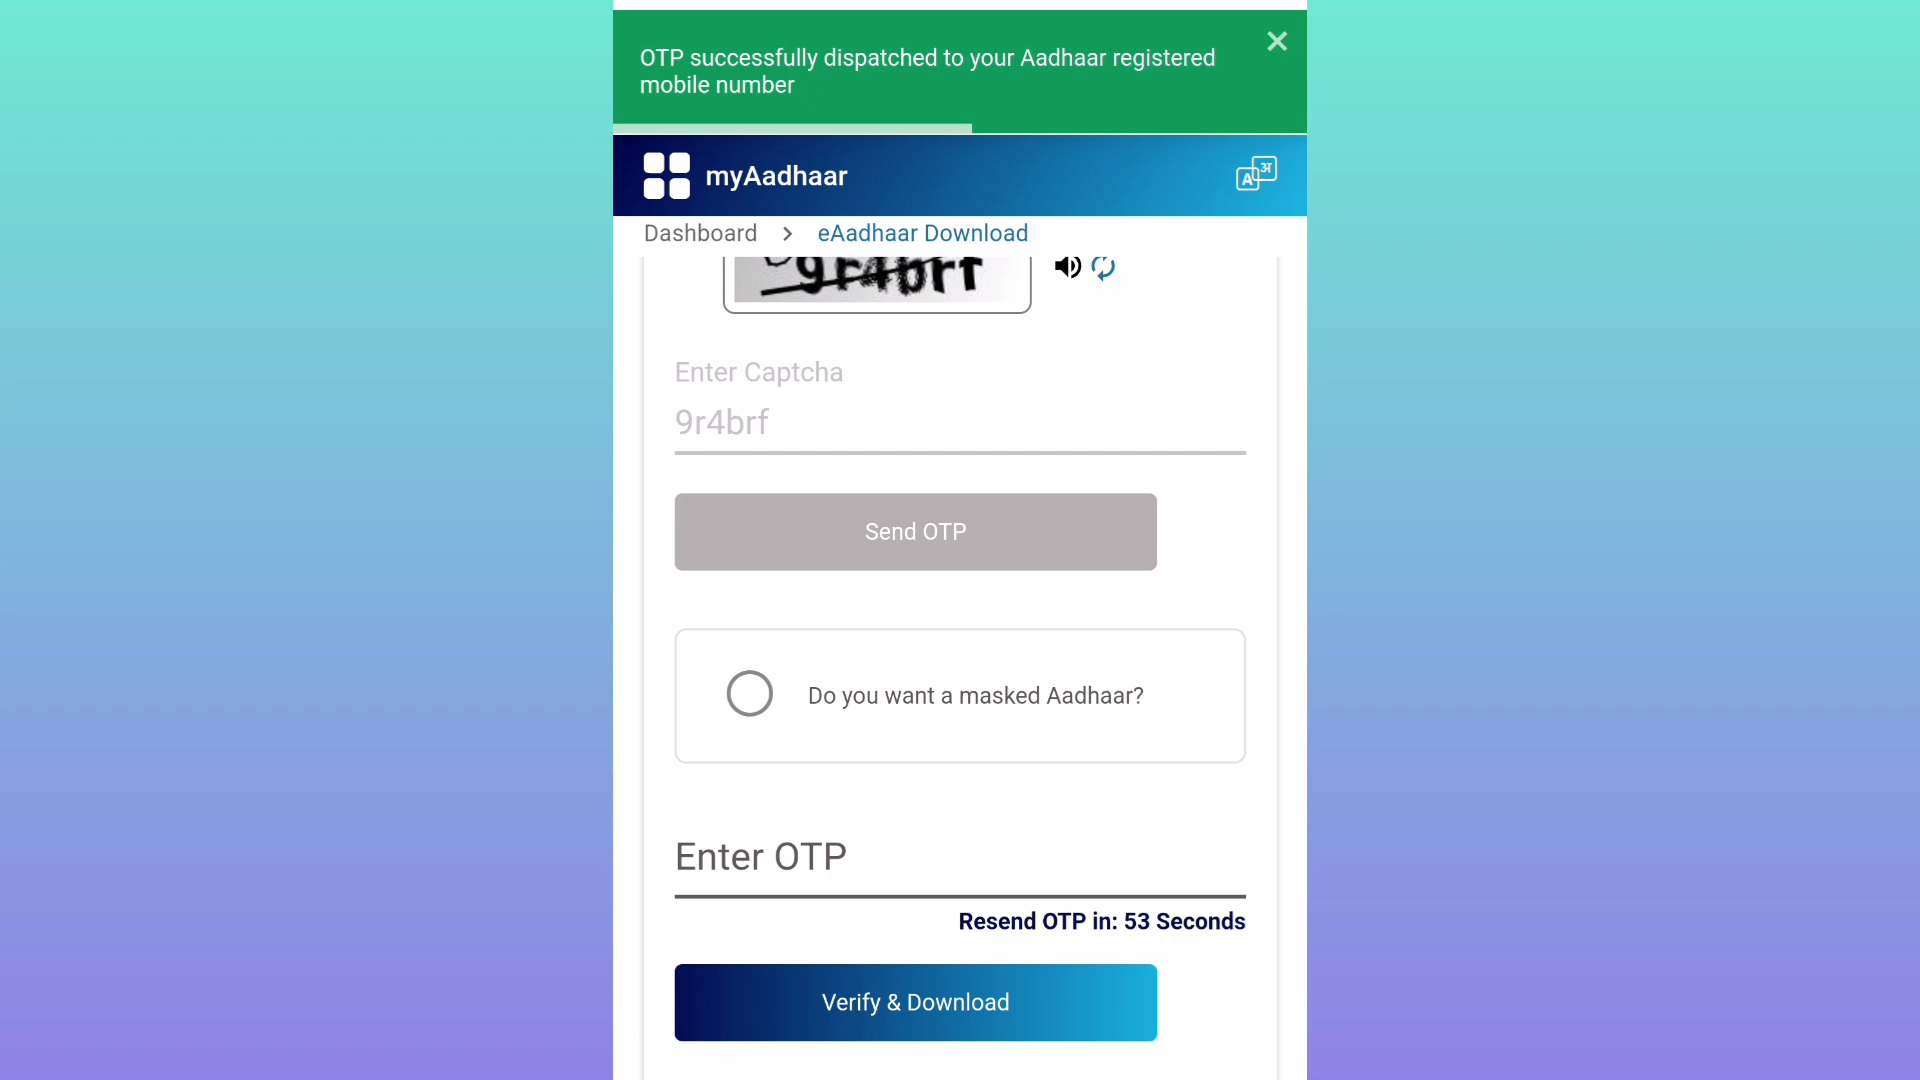 OTP successfully dispatched to your Aadhaar registered
mobile number
myAadhaar
A अ
Dashboard > eAadhaar Download
9r4brf
Enter Captcha
9r4brf
Send OTP
Do you want a masked Aadhaar?
Enter OTP
Resend OTP in: 53 Seconds
Verify & Download